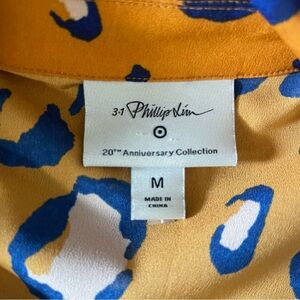 3.1 Phillip Lim
20TH Anniversary Collection
M
MADE IN
CHINA